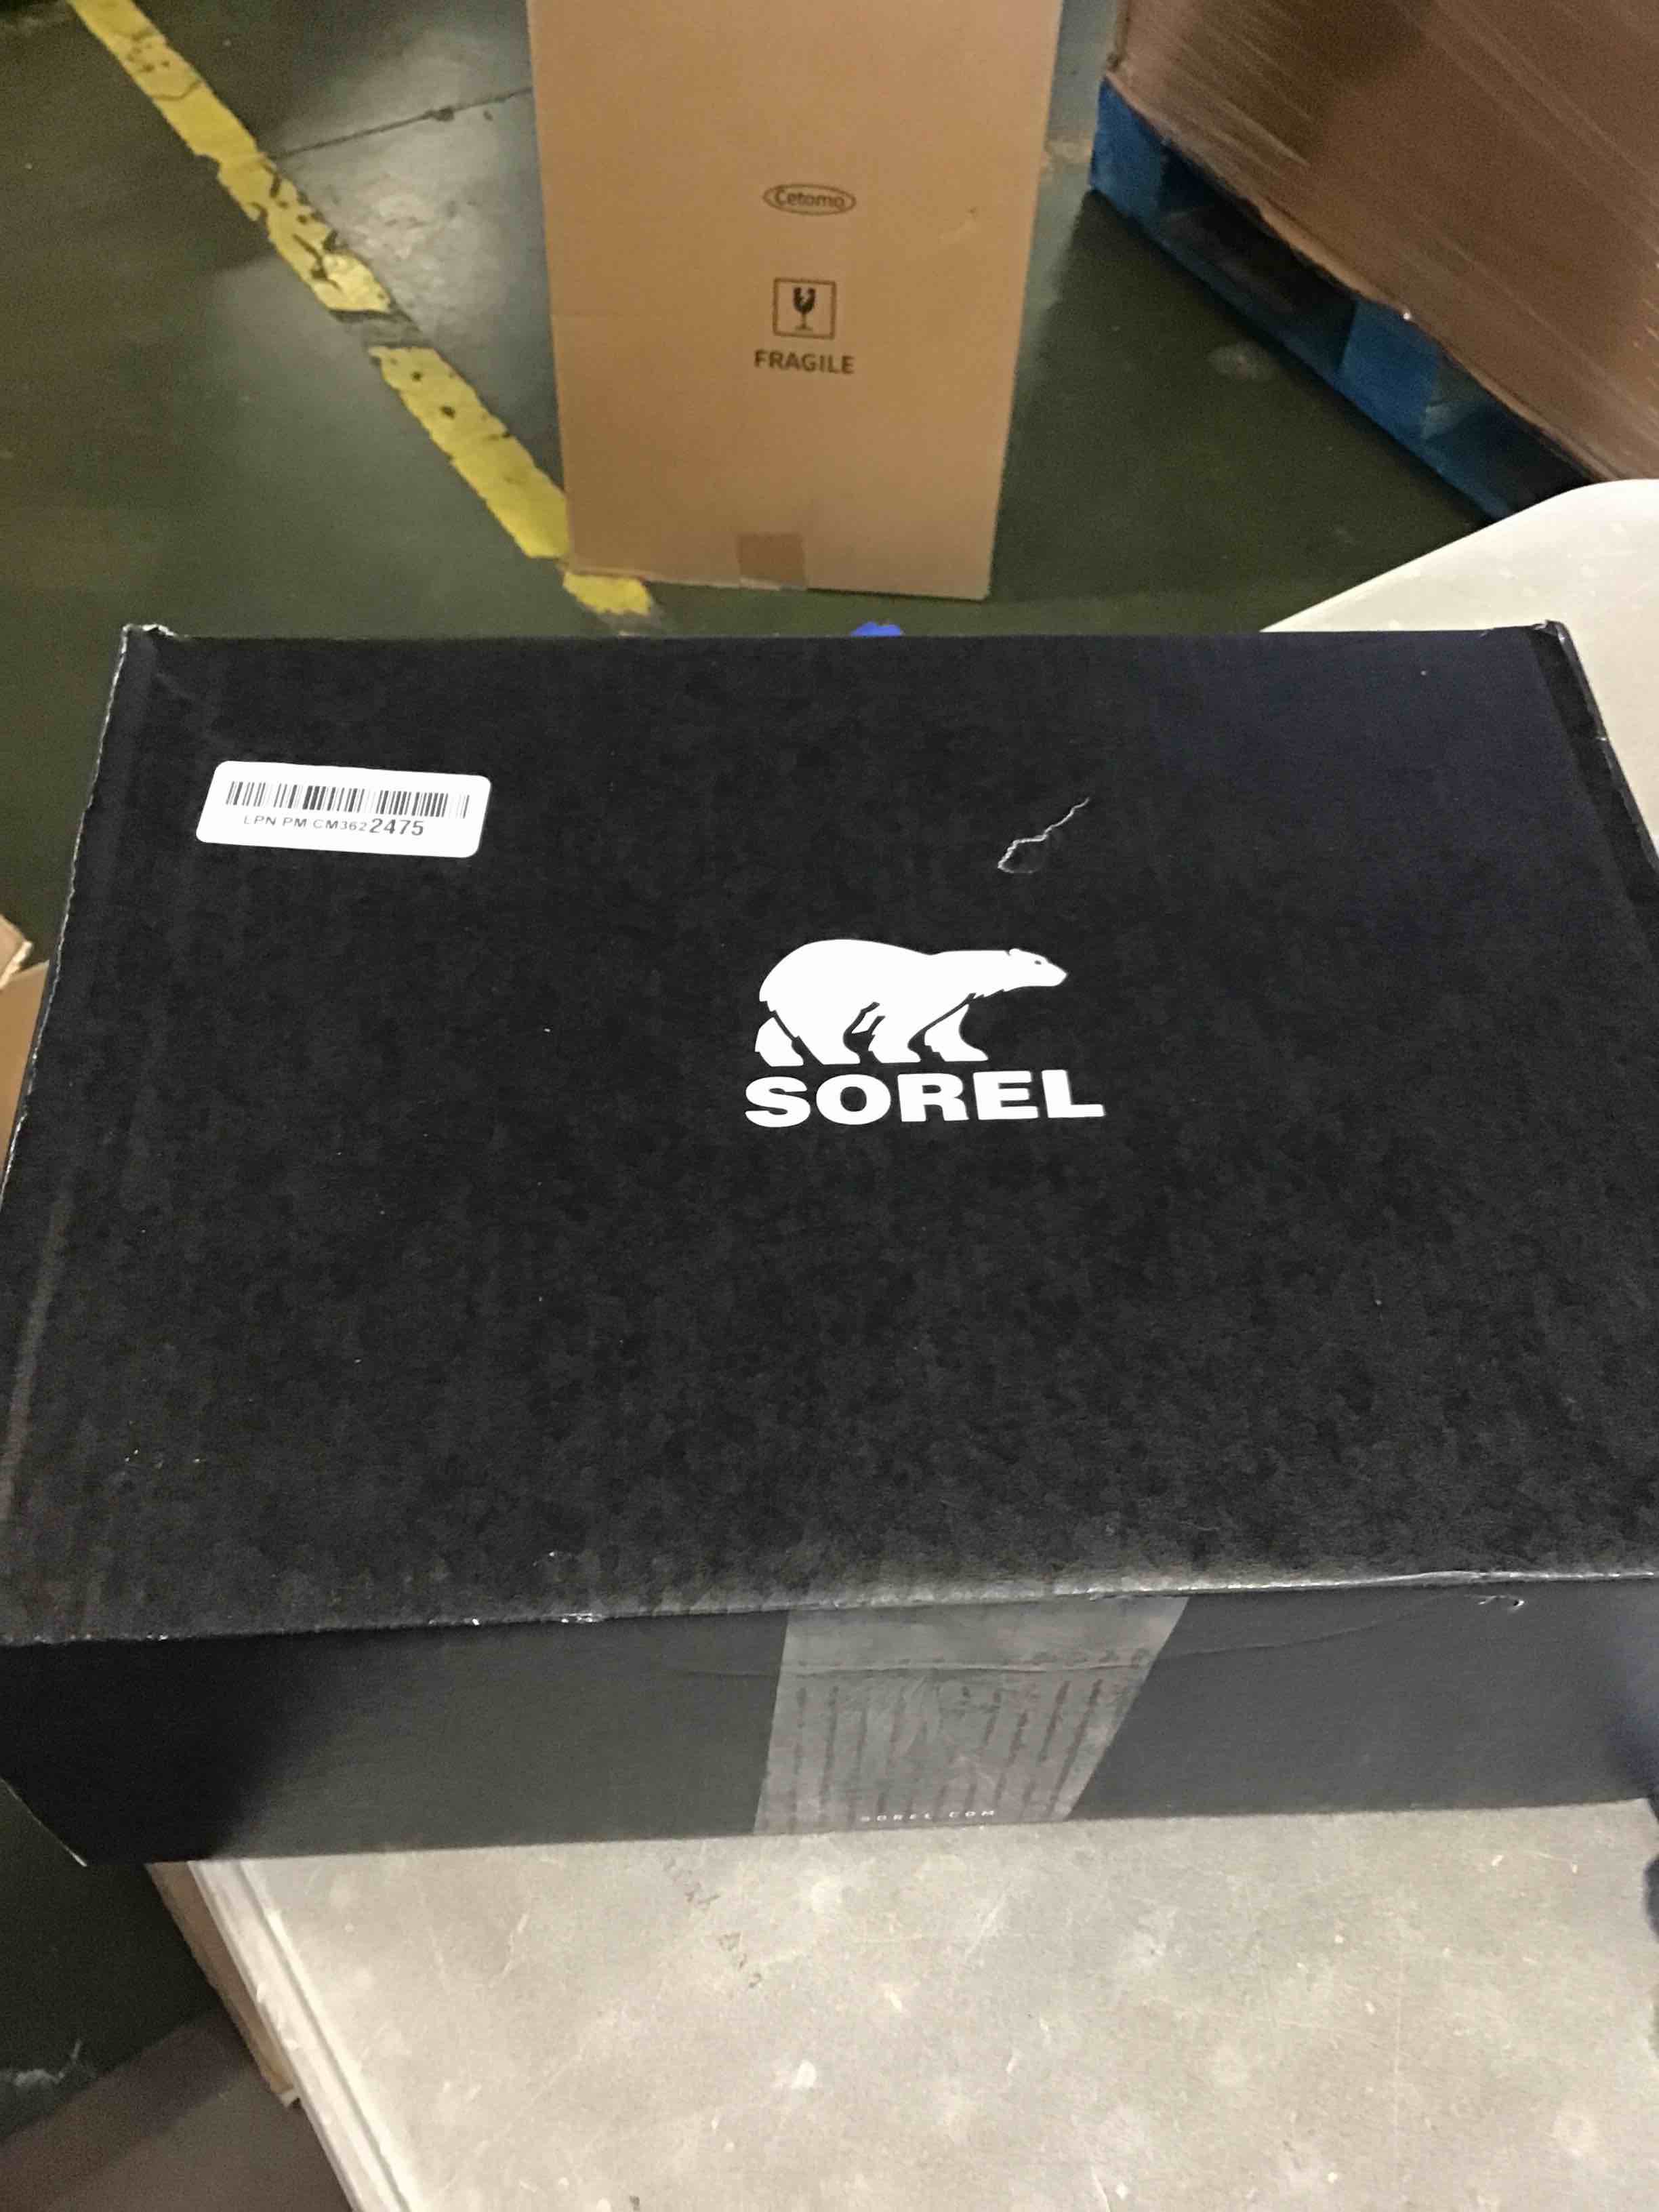 Cetomo
FRAGILE
LPN PM CM3622475
SOREL
SOREL.COM